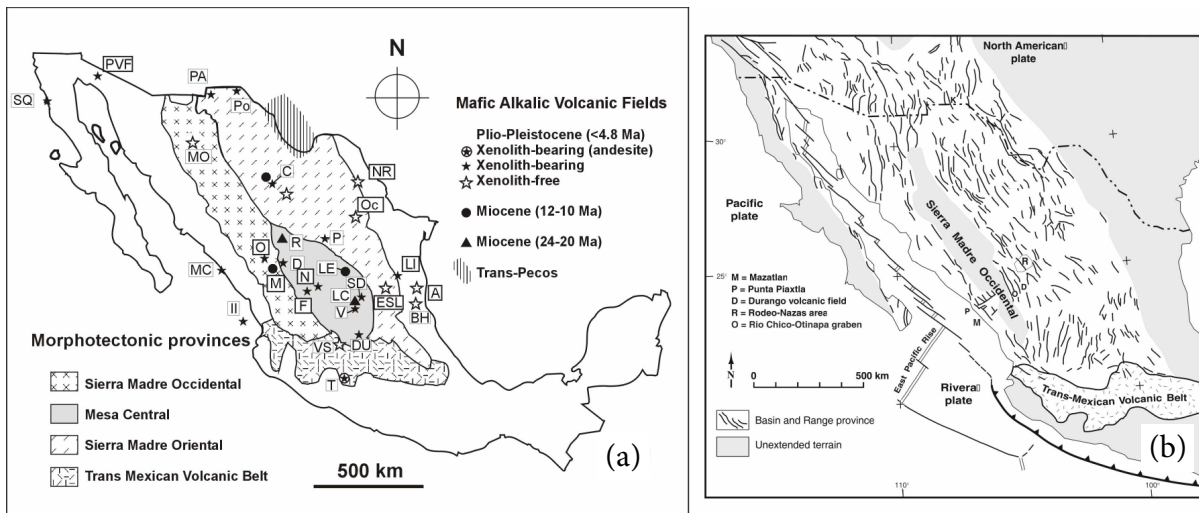 PVF
SQ
PA
Po
MO
C
NR
Oc
O
R
P
D
LE
LI
MC
M
N
SD
F
LC
ESL
A
V
BH
II
VS
DU
T
N
Mafic Alkalic Volcanic Fields
Plio-Pleistocene (<4.8 Ma)
Xenolith-bearing (andesite)
Xenolith-bearing
Xenolith-free
Miocene (12-10 Ma)
Miocene (24-20 Ma)
Trans-Pecos
Morphotectonic provinces
Sierra Madre Occidental
Mesa Central
Sierra Madre Oriental
Trans Mexican Volcanic Belt
500 km
(a)
North American
plate
30°
Pacific
plate
Sierra Madre Occidental
25°
R
D
O
P
M
M = Mazatlan
P = Punta Piaxtla
D = Durango volcanic field
R = Rodeo-Nazas area
O = Rio Chico-Otinapa graben
N
0 500 km
East Pacific Rise
Rivera
plate
Trans-Mexican Volcanic Belt
Basin and Range province
Unextended terrain
110°
100°
(b)